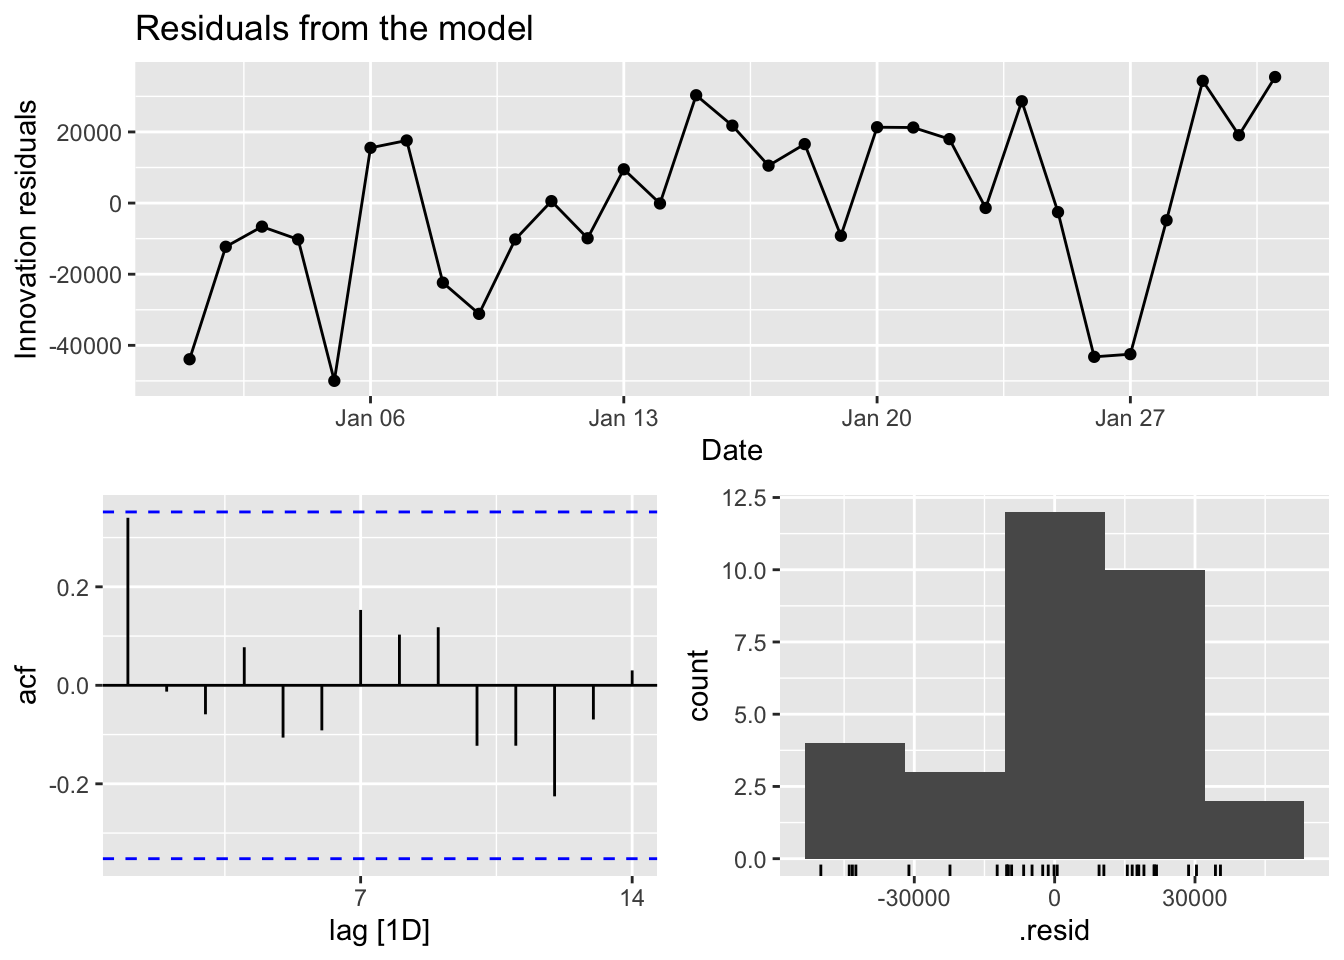 Residuals from the model
Innovation residuals
20000
0
-20000
-40000
Jan 06 Jan 13 Jan 20 Jan 27
Date
acf
0.2
0.0
-0.2
7 14
lag [1D]
count
12.5
10.0
7.5
5.0
2.5
0.0
-30000 0 30000
.resid